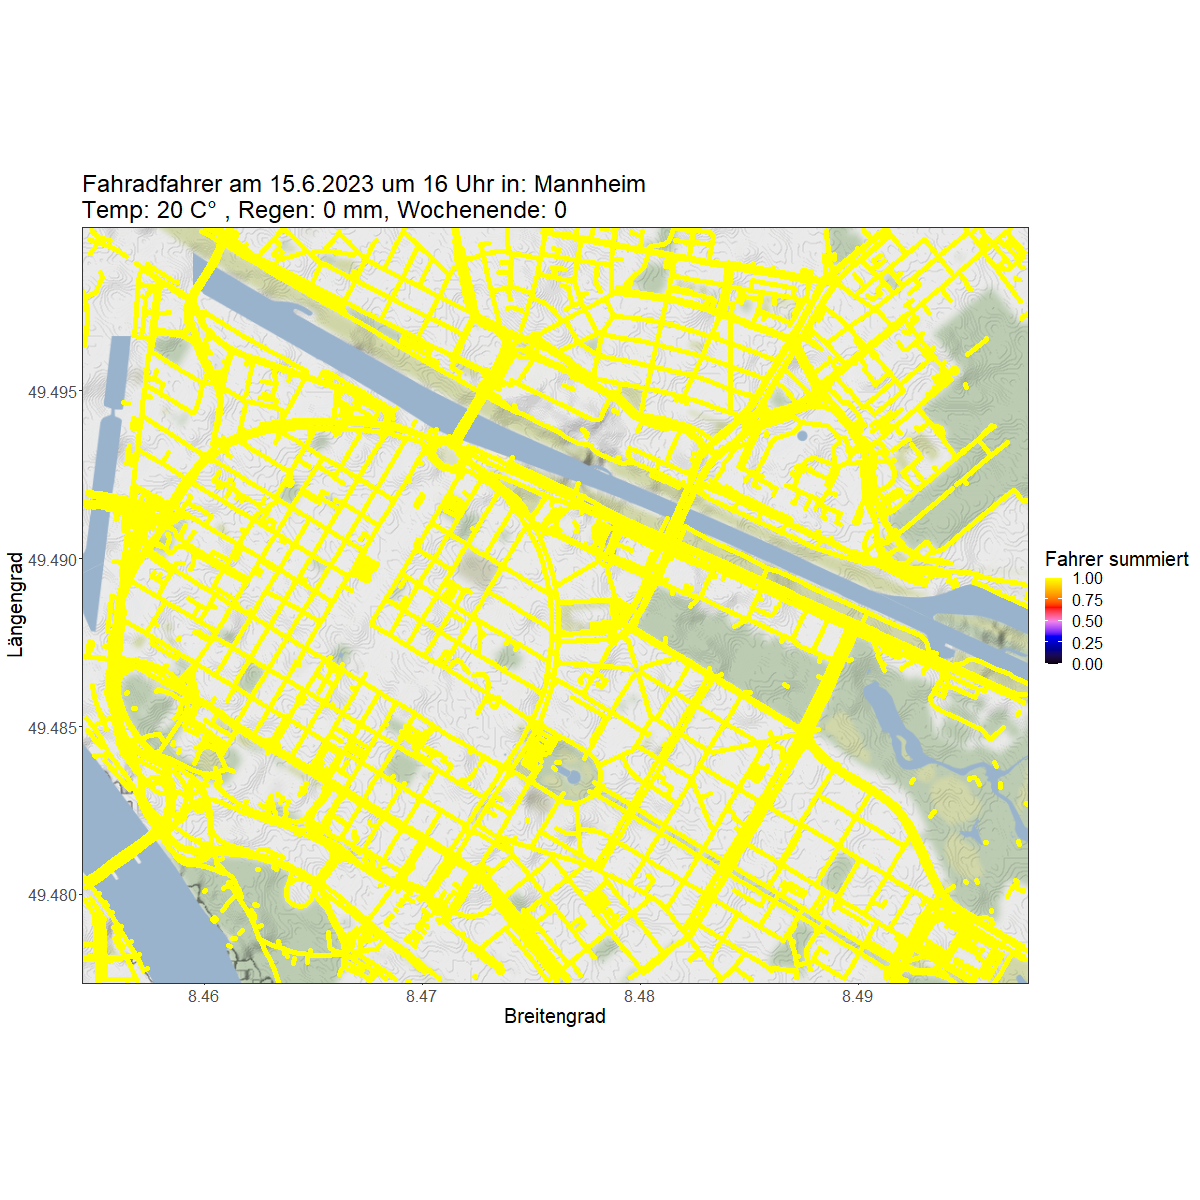 Fahradfahrer am 15.6.2023 um 16 Uhr in: Mannheim
Temp: 20 C° , Regen: 0 mm, Wochenende: 0
49.495
49.490
49.485
49.480
Längengrad
8.46
8.47
8.48
8.49
Breitengrad
Fahrer summiert
1.00
0.75
0.50
0.25
0.00